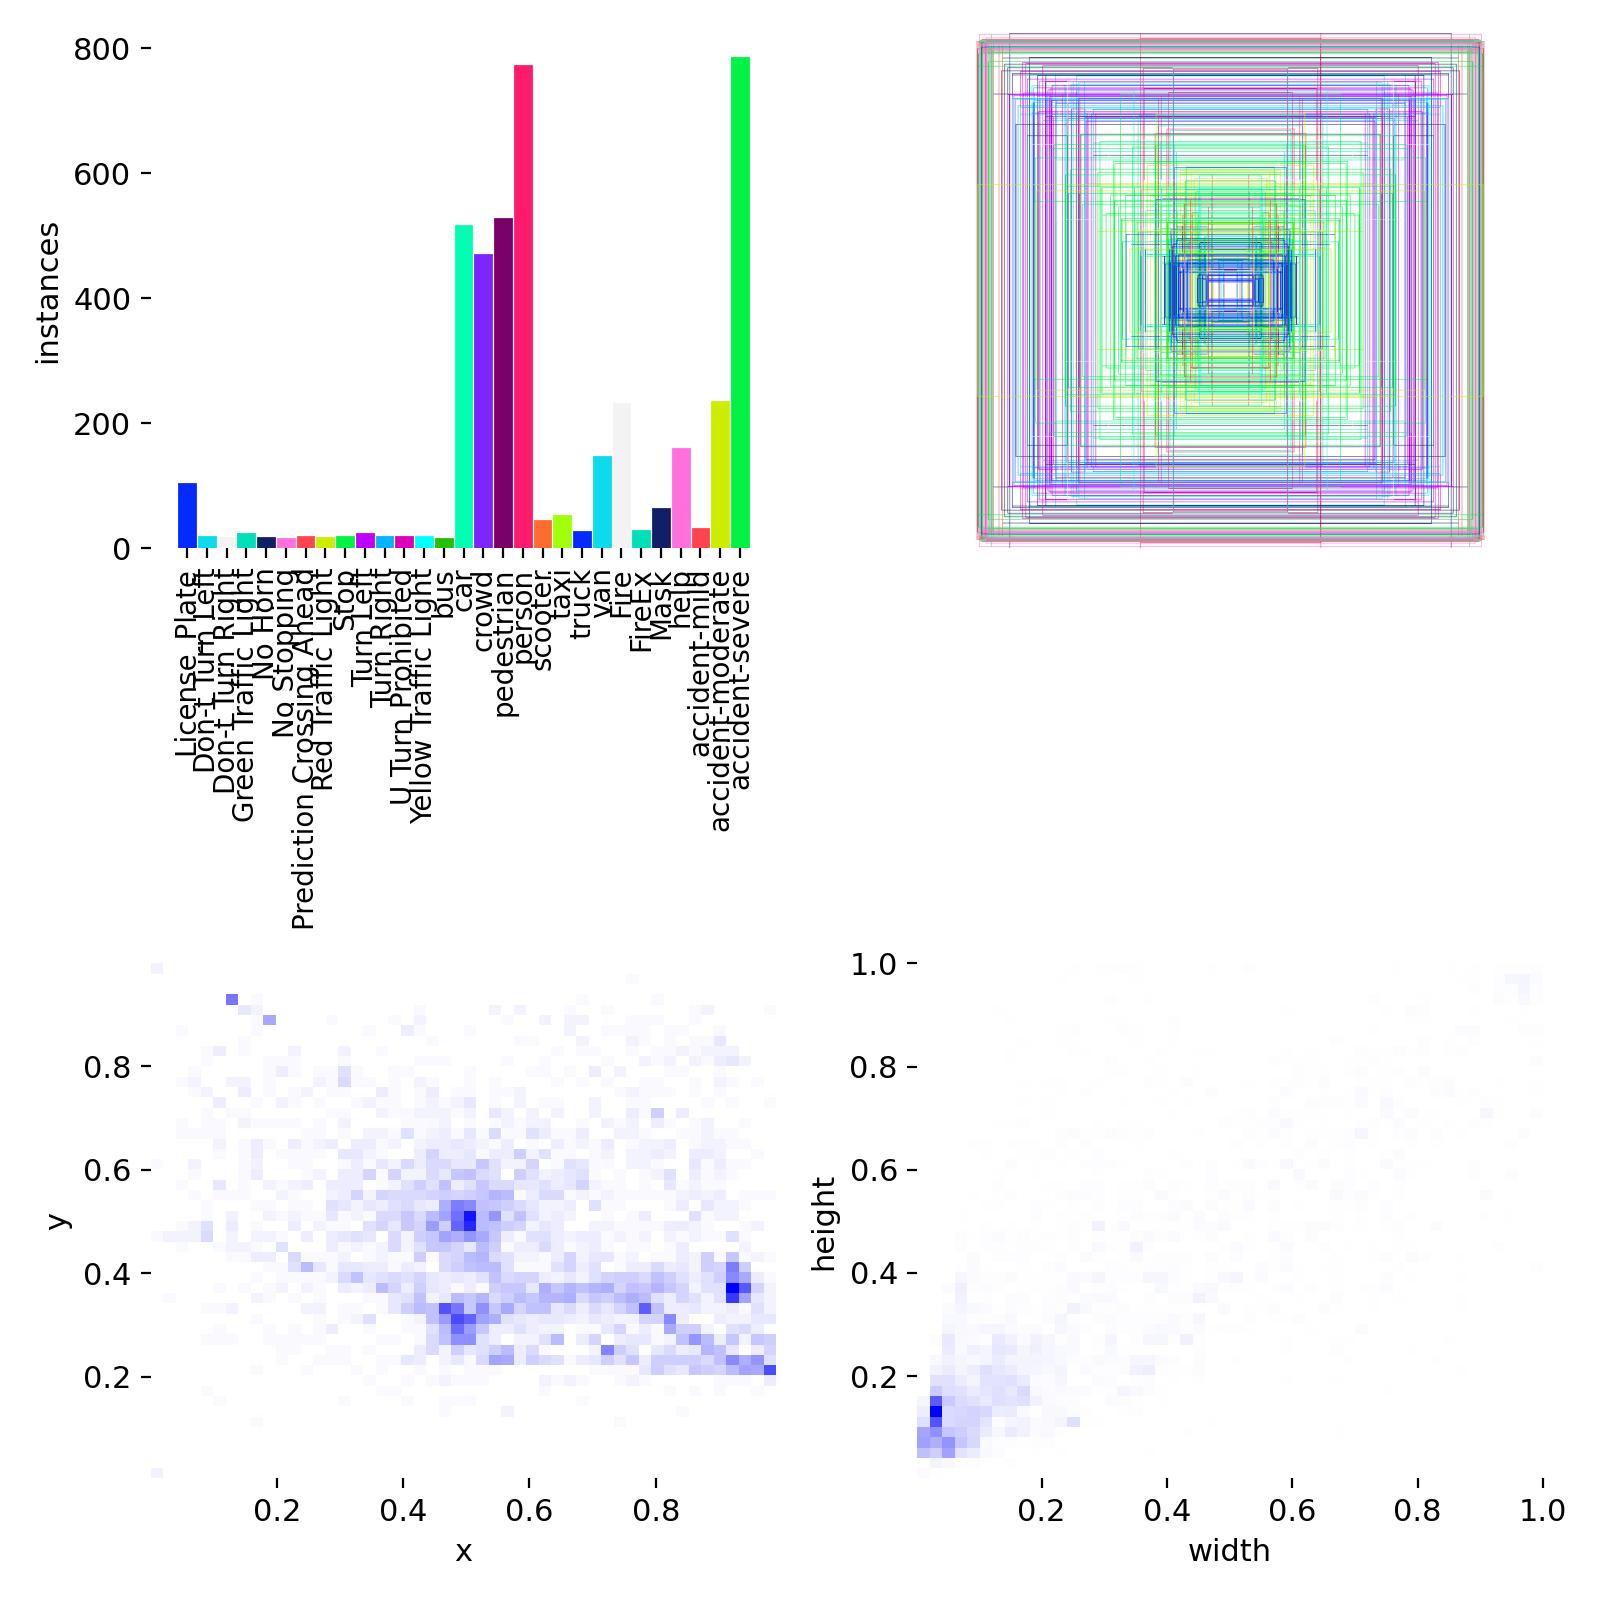 800
600
400
200
0
instances
License Plate
Don-t Turn Left
Don-t Turn Right
Green Traffic Light
No Horn
No Stopping
Prediction Crossing Ahead
Red Traffic Light
Stop
Turn Left
Turn Right
U Turn Prohibited
Yellow Traffic Light
bus
car
crowd
pedestrian
person
scooter
taxi
truck
van
Fire
FireEx
Mask
help
accident-mild
accident-moderate
accident-severe
0.8
0.6
0.4
0.2
y
0.2 0.4 0.6 0.8
x
1.0
0.8
0.6
0.4
0.2
height
0.2 0.4 0.6 0.8 1.0
width